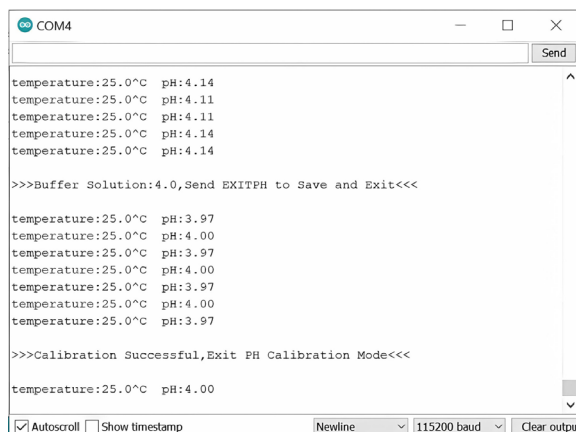 COM4
Send
temperature:25.0^C pH:4.14
temperature:25.0^C pH:4.11
temperature:25.0^C pH:4.11
temperature:25.0^C pH:4.14
temperature:25.0^C pH:4.14
>>>Buffer Solution:4.0,Send EXITPH to Save and Exit<<<
temperature:25.0^C pH:3.97
temperature:25.0^C pH:4.00
temperature:25.0^C pH:3.97
temperature:25.0^C pH:4.00
temperature:25.0^C pH:3.97
temperature:25.0^C pH:4.00
temperature:25.0^C pH:3.97
>>>Calibration Successful,Exit PH Calibration Mode<<<
temperature:25.0^C pH:4.00
Autoscroll Show timestamp Newline 115200 baud Clear outpu